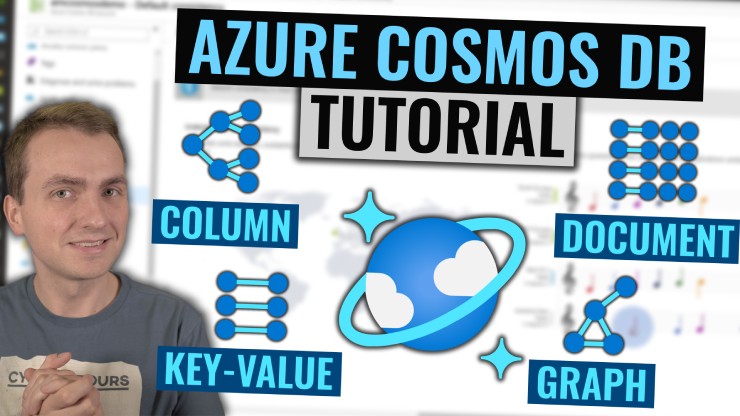 AZURE COSMOS DB
TUTORIAL
COLUMN
DOCUMENT
KEY-VALUE
GRAPH